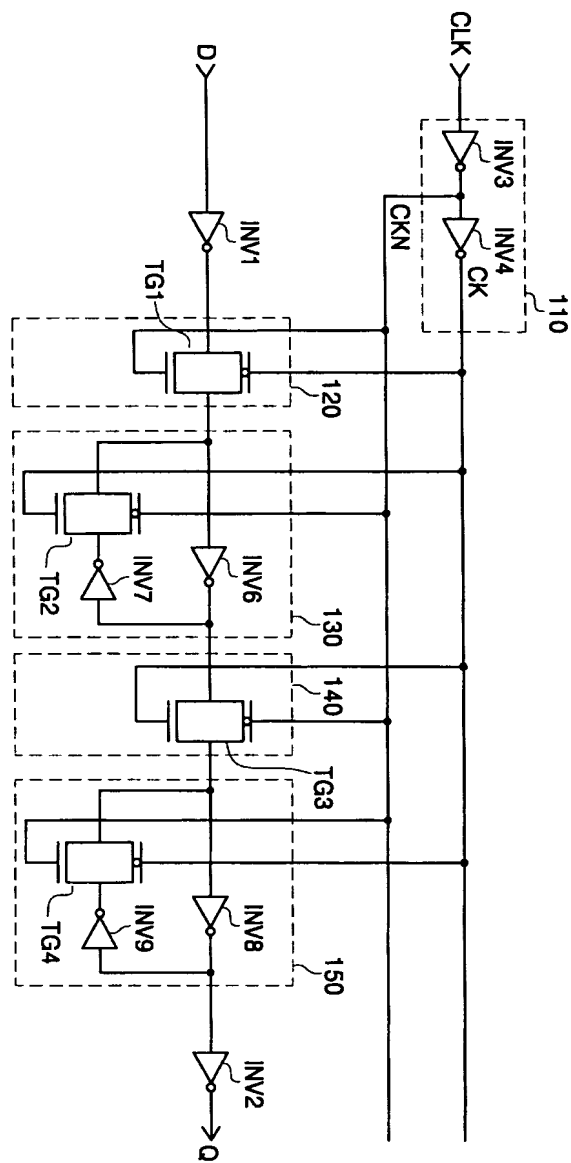 CLK
INV3
INV4
CKN
CK
110
D
INV1
TG1
120
INV6
INV7
TG2
130
140
TG3
INV8
INV9
TG4
150
INV2
Q